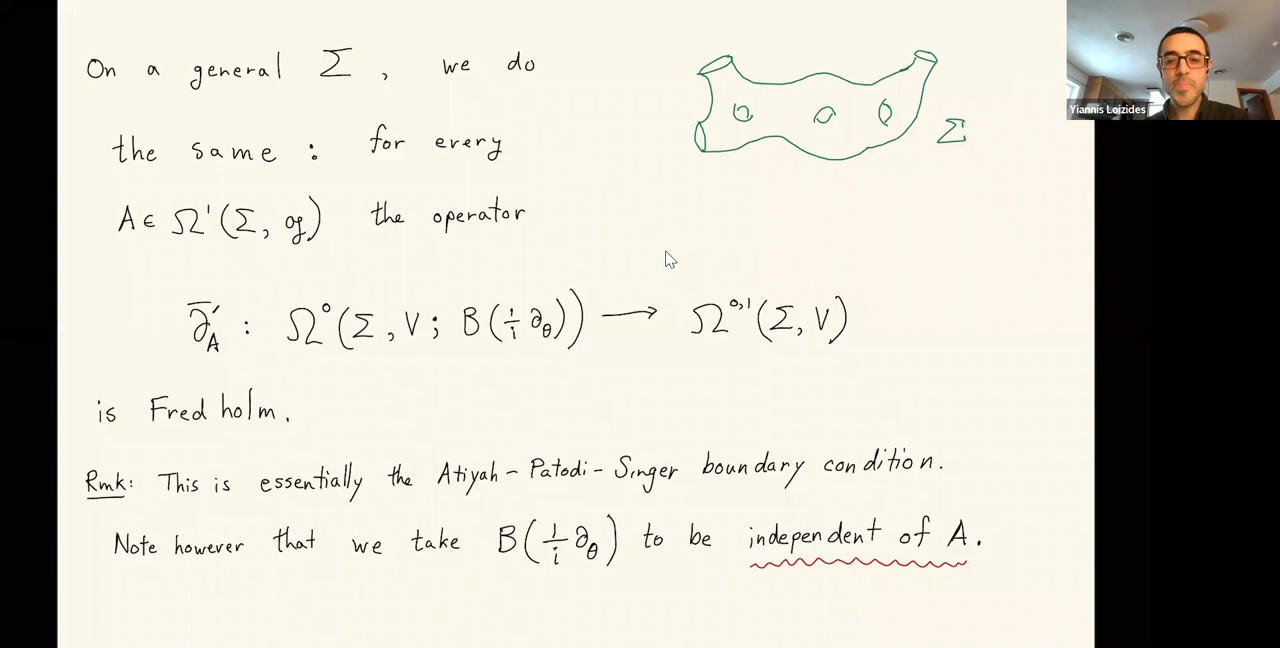 On a general Σ, we do
the same : for every
A ∈ Ω¹(Σ, 𝔤) the operator
∂̄'_A : Ω⁰(Σ, V; B(1/i ∂_θ)) → Ω^{0,1}(Σ, V)
is Fredholm.
Rmk: This is essentially the Atiyah-Patodi-Singer boundary condition.
Note however that we take B(1/i ∂_θ) to be independent of A.
Σ
Yiannis Loizides